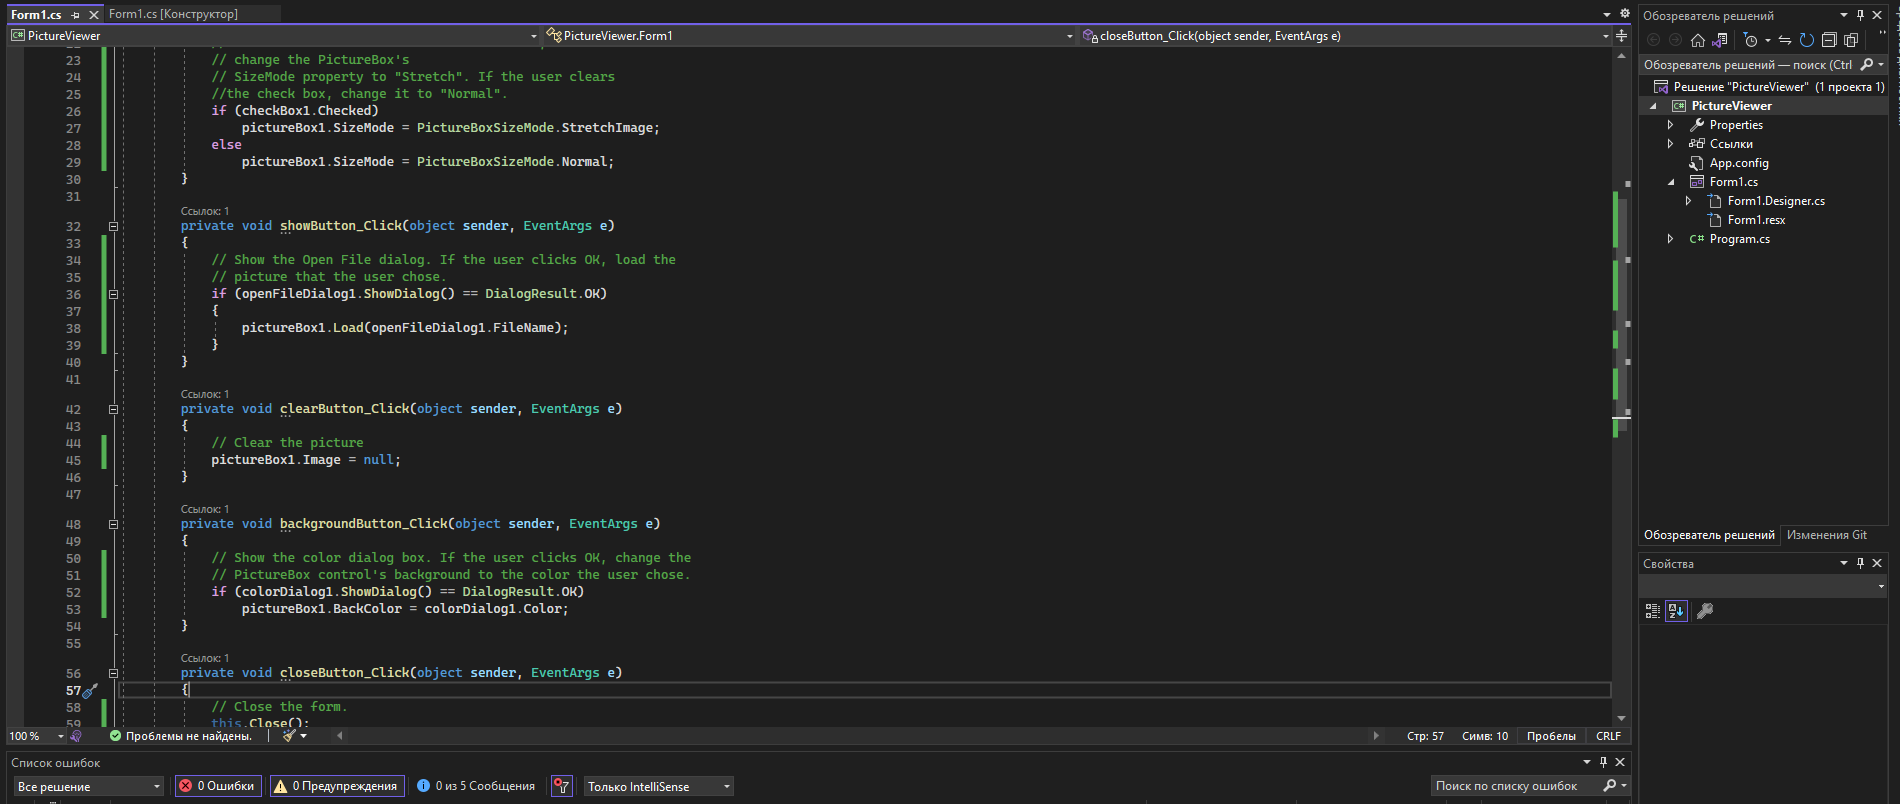 Form1.cs
Form1.cs [Конструктор]
PictureViewer
PictureViewer.Form1
closeButton_Click(object sender, EventArgs e)
23 // change the PictureBox's
24 // SizeMode property to "Stretch". If the user clears
25 //the check box, change it to "Normal".
26 if (checkBox1.Checked)
27 pictureBox1.SizeMode = PictureBoxSizeMode.StretchImage;
28 else
29 pictureBox1.SizeMode = PictureBoxSizeMode.Normal;
30 }
31
Ссылок: 1
32 private void showButton_Click(object sender, EventArgs e)
33 {
34 // Show the Open File dialog. If the user clicks OK, load the
35 // picture that the user chose.
36 if (openFileDialog1.ShowDialog() == DialogResult.OK)
37 {
38 pictureBox1.Load(openFileDialog1.FileName);
39 }
40 }
41
Ссылок: 1
42 private void clearButton_Click(object sender, EventArgs e)
43 {
44 // Clear the picture
45 pictureBox1.Image = null;
46 }
47
Ссылок: 1
48 private void backgroundButton_Click(object sender, EventArgs e)
49 {
50 // Show the color dialog box. If the user clicks OK, change the
51 // PictureBox control's background to the color the user chose.
52 if (colorDialog1.ShowDialog() == DialogResult.OK)
53 pictureBox1.BackColor = colorDialog1.Color;
54 }
55
Ссылок: 1
56 private void closeButton_Click(object sender, EventArgs e)
57 {
58 // Close the form.
59 this.Close();
100 %
Проблемы не найдены.
Стр: 57
Симв: 10
Пробелы
CRLF
Список ошибок
Все решение
0 Ошибки
0 Предупреждения
0 из 5 Сообщения
Только IntelliSense
Поиск по списку ошибок
Обозреватель решений
Обозреватель решений — поиск (Ctrl
Решение "PictureViewer" (1 проекта 1)
C# PictureViewer
Properties
Ссылки
App.config
Form1.cs
Form1.Designer.cs
Form1.resx
C# Program.cs
Обозреватель решений
Изменения Git
Свойства